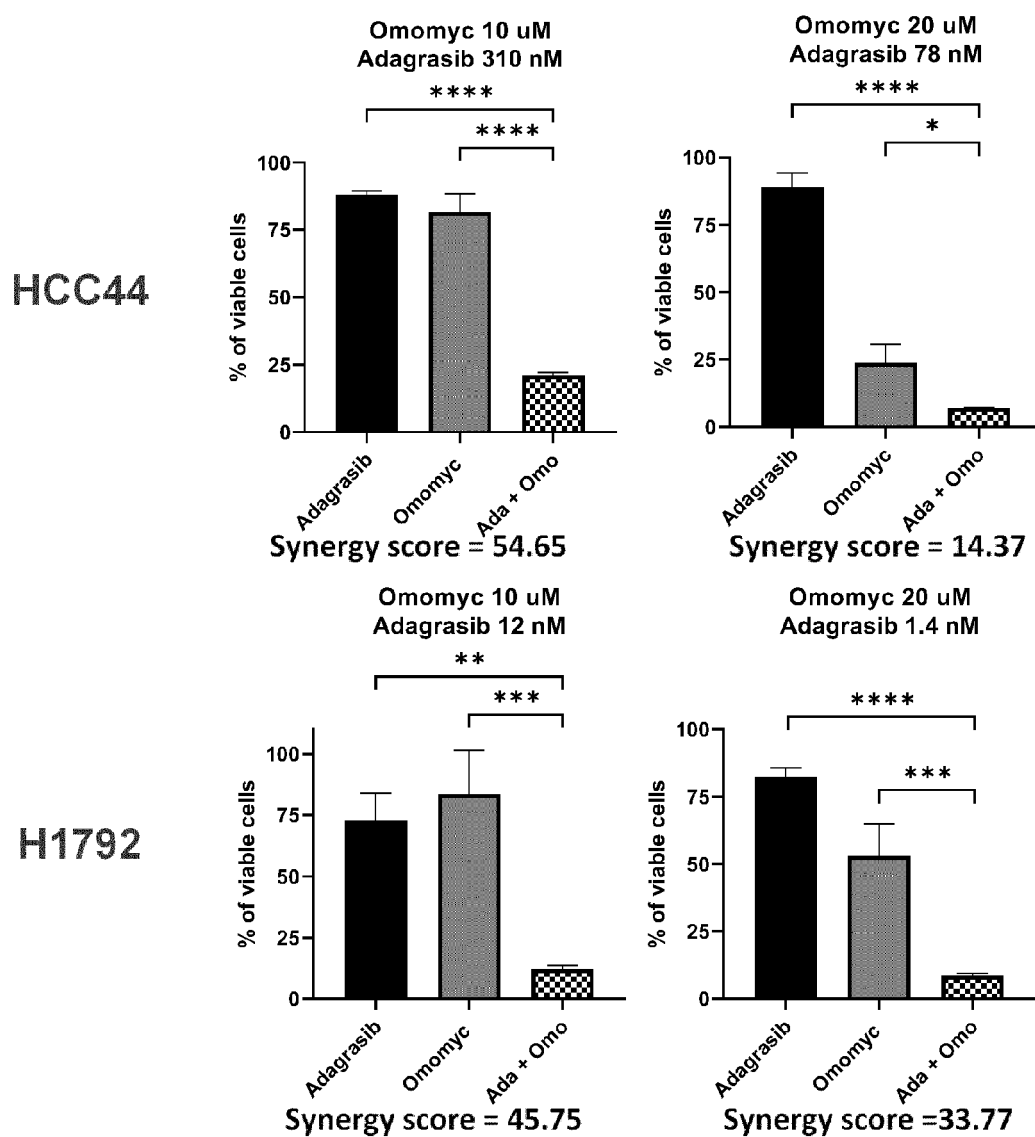 Omomyc 10 uM
Adagrasib 310 nM
****
****
100
75
50
25
0
% of viable cells
Adagrasib
Omomyc
Ada + Omo
Synergy score = 54.65
Omomyc 20 uM
Adagrasib 78 nM
****
*
100
75
50
25
0
% of viable cells
Adagrasib
Omomyc
Ada + Omo
Synergy score = 14.37
HCC44
Omomyc 10 uM
Adagrasib 12 nM
**
***
100
75
50
25
0
% of viable cells
Adagrasib
Omomyc
Ada + Omo
Synergy score = 45.75
Omomyc 20 uM
Adagrasib 1.4 nM
****
***
100
75
50
25
0
% of viable cells
Adagrasib
Omomyc
Ada + Omo
Synergy score =33.77
H1792